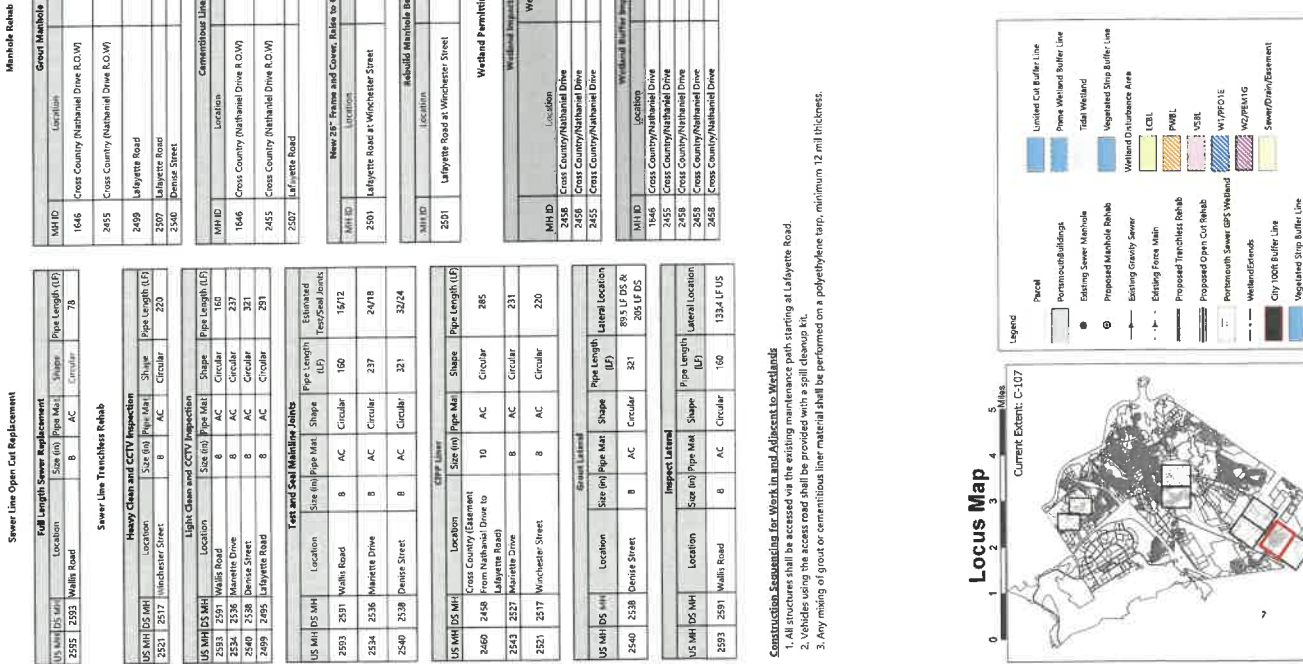 Sewer Line Open Cut Replacement
Full Length Sewer Replacement
US MH DS MH Location Size (in) Pipe Mat Shape Pipe Length (LF)
2595 2593 Wallis Road 8 AC Circular 78
Sewer Line Trenchless Rehab
Heavy Clean and CCTV Inspection
US MH DS MH Location Size (in) Pipe Mat Shape Pipe Length (LF)
2521 2517 Winchester Street 8 AC Circular 220
Light Clean and CCTV Inspection
US MH DS MH Location Size (in) Pipe Mat Shape Pipe Length (LF)
2593 2591 Wallis Road 8 AC Circular 160
2534 2536 Mariette Drive 8 AC Circular 237
2540 2538 Denise Street 8 AC Circular 321
2499 2495 Lafayette Road 8 AC Circular 291
Test and Seal Mainline Joints
US MH DS MH Location Size (in) Pipe Mat Shape Pipe Length (LF) Estimated Test/Seal Joints
2593 2591 Wallis Road 8 AC Circular 160 16/12
2534 2536 Mariette Drive 8 AC Circular 237 24/18
2540 2538 Denise Street 8 AC Circular 321 32/24
CIPP Liner
US MH DS MH Location Size (in) Pipe Mat Shape Pipe Length (LF)
2460 2458 Cross Country (Easement From Nathanial Drive to Lafayette Road) 10 AC Circular 285
2543 2527 Mariette Drive 8 AC Circular 231
2521 2517 Winchester Street 8 AC Circular 220
Grout Lateral
US MH DS MH Location Size (in) Pipe Mat Shape Pipe Length (LF) Lateral Location
2540 2538 Denise Street 8 AC Circular 321 89.5 LF DS & 205 LF DS
Inspect Lateral
US MH DS MH Location Size (in) Pipe Mat Shape Pipe Length (LF) Lateral Location
2593 2591 Wallis Road 8 AC Circular 160 133.4 LF US
Manhole Rehab
Grout Manhole
MH ID Location
1646 Cross Country (Nathaniel Drive R.O.W)
2455 Cross Country (Nathaniel Drive R.O.W)
2499 Lafayette Road
2507 Lafayette Road
2540 Denise Street
Cementitous Line
MH ID Location
1646 Cross Country (Nathaniel Drive R.O.W)
2455 Cross Country (Nathaniel Drive R.O.W)
2507 Lafayette Road
New 26" Frame and Cover, Raise to
MH ID Location
2501 Lafayette Road at Winchester Street
Rebuild Manhole Be
MH ID Location
2501 Lafayette Road at Winchester Street
Wetland Permitti
Wetland Impact
MH ID Location
2458 Cross Country/Nathaniel Drive
2456 Cross Country/Nathaniel Drive
2455 Cross Country/Nathaniel Drive
Wetland Buffer Imp
MH ID Location
1646 Cross Country/Nathaniel Drive
2455 Cross Country/Nathaniel Drive
2458 Cross Country/Nathaniel Drive
2458 Cross Country/Nathaniel Drive
2458 Cross Country/Nathaniel Drive
Construction Sequencing for Work in and Adjacent to Wetlands
1. All structures shall be accessed via the existing maintenance path starting at Lafayette Road.
2. Vehicles using the access road shall be provided with a spill cleanup kit.
3. Any mixing of grout or cementitious liner material shall be performed on a polyethylene tarp, minimum 12 mil thickness.
Locus Map
0 1 2 3 4 5 Miles
Current Extent: C-107
Legend
Parcel
PortsmouthBuildings
Existing Sewer Manhole
Proposed Manhole Rehab
Existing Gravity Sewer
Existing Force Main
Proposed Trenchless Rehab
Proposed Open Cut Rehab
Portsmouth Sewer GPS Wetland
WetlandExtends
City 100ft Buffer Line
Vegetated Strip Buffer Line
Limited Cut Buffer Line
Prime Wetland Buffer Line
Tidal Wetland
Vegetated Strip Buffer Line
Wetland Disturbance Area
LCBL
PWBL
VSBL
W1/PFO1E
W2/PEM1G
Sewer/Drain/Easement